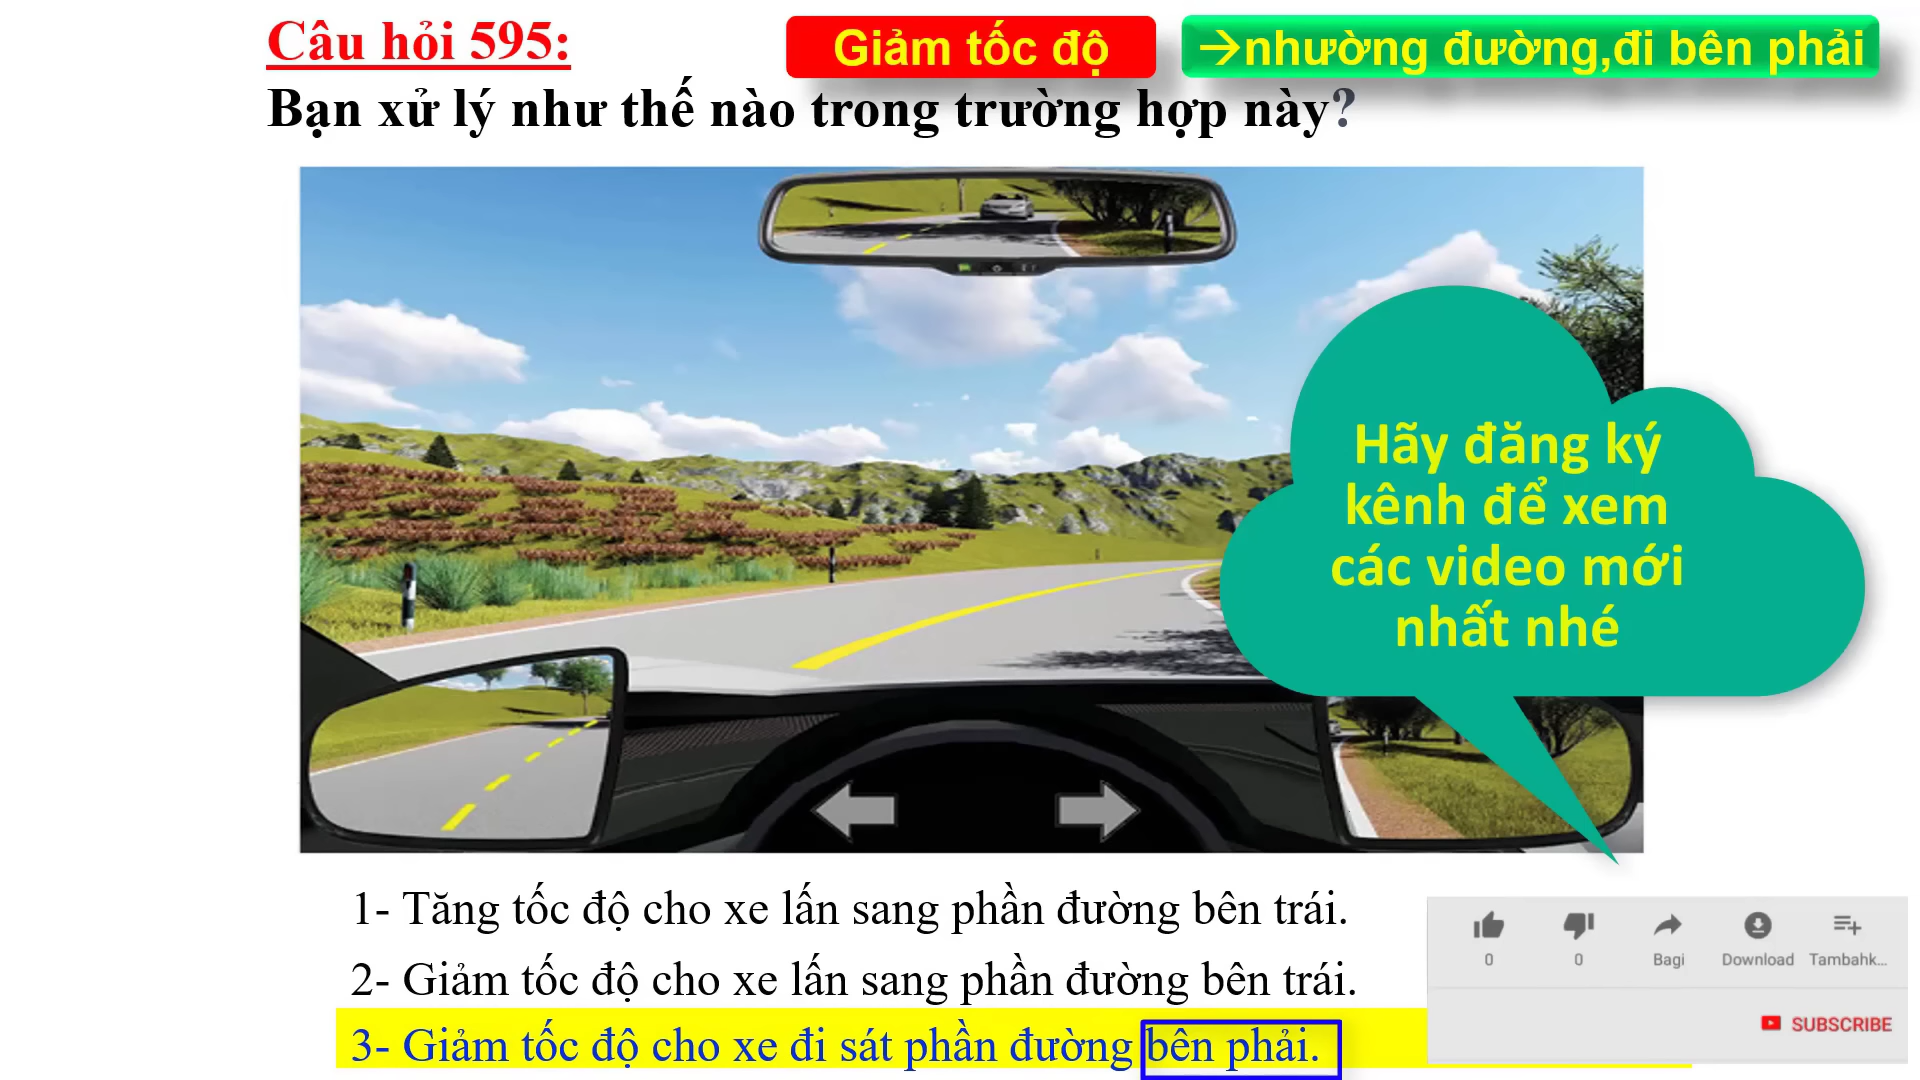 Câu hỏi 595:
Giảm tốc độ
→nhường đường,đi bên phải
Bạn xử lý như thế nào trong trường hợp này?
Hãy đăng ký
kênh để xem
các video mới
nhất nhé
1- Tăng tốc độ cho xe lấn sang phần đường bên trái.
2- Giảm tốc độ cho xe lấn sang phần đường bên trái.
3- Giảm tốc độ cho xe đi sát phần đường bên phải.
0
0
Bagi
Download
Tambahk...
SUBSCRIBE